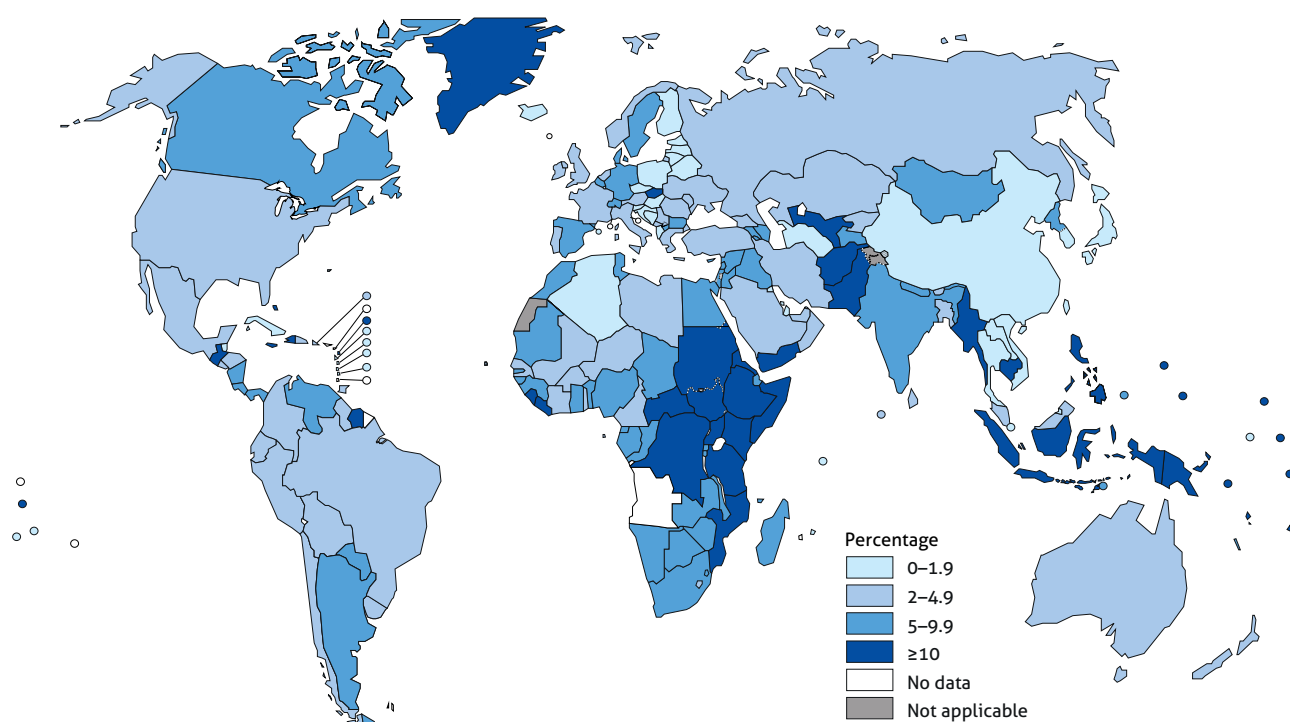 Percentage
0–1.9
2–4.9
5–9.9
≥10
No data
Not applicable